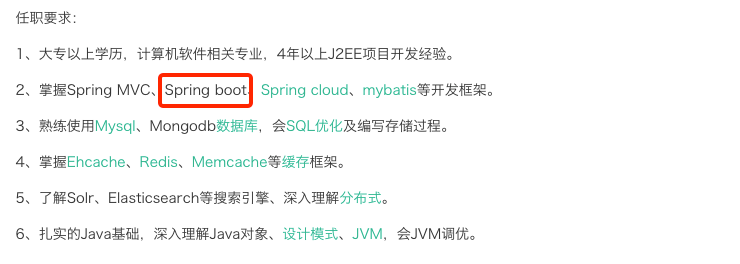 任职要求：
1、大专以上学历，计算机软件相关专业，4年以上J2EE项目开发经验。
2、掌握Spring MVC、Spring boot、Spring cloud、mybatis等开发框架。
3、熟练使用Mysql、Mongodb数据库，会SQL优化及编写存储过程。
4、掌握Ehcache、Redis、Memcache等缓存框架。
5、了解Solr、Elasticsearch等搜索引擎、深入理解分布式。
6、扎实的Java基础，深入理解Java对象、设计模式、JVM，会JVM调优。